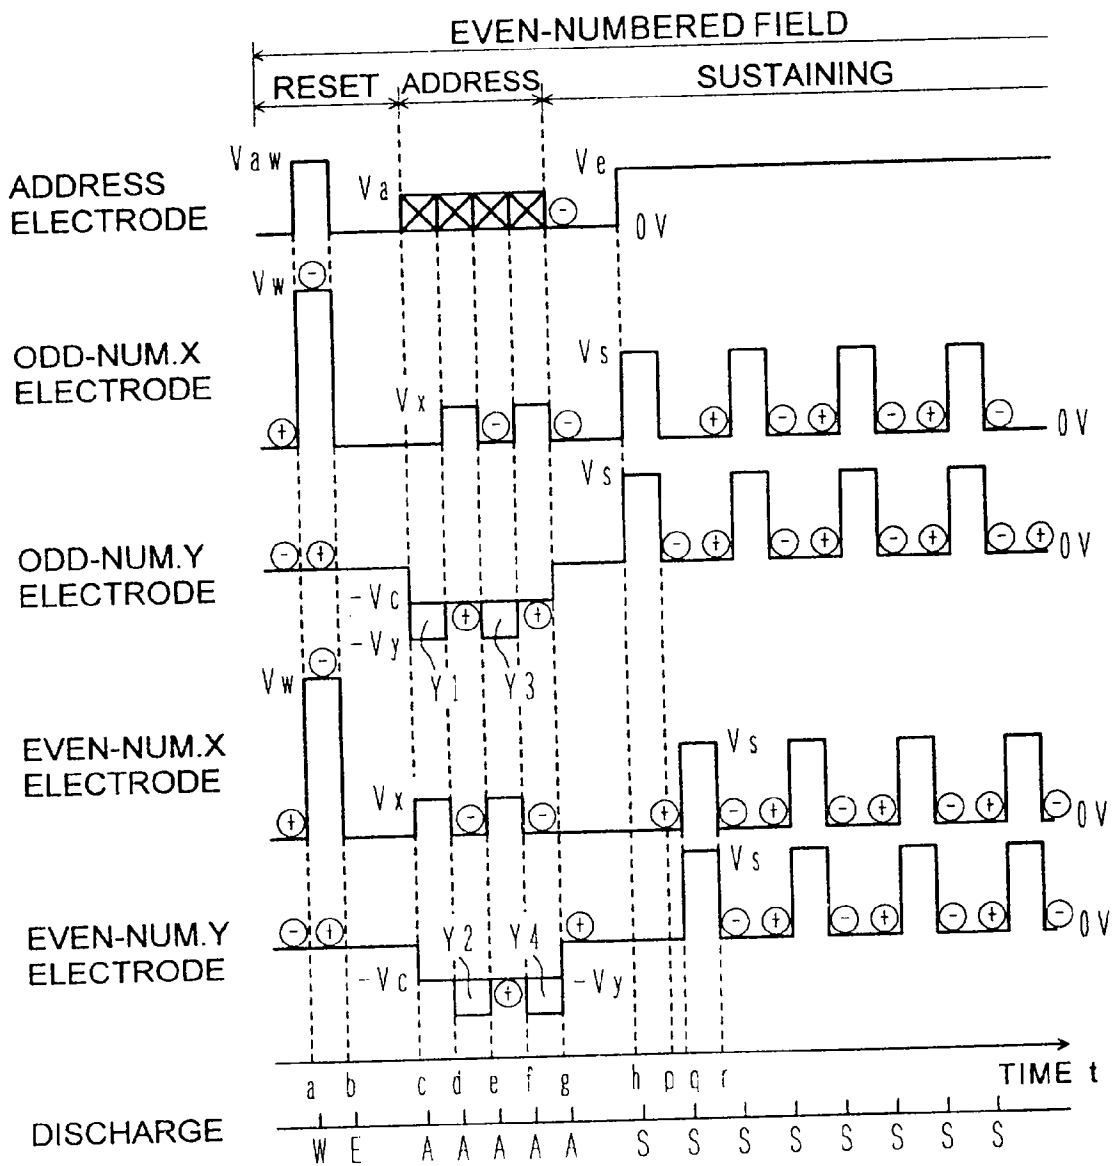 EVEN-NUMBERED FIELD
RESET ADDRESS SUSTAINING
Vaw Va Ve
ADDRESS
ELECTRODE
- 0V
Vw -
ODD-NUM.X
ELECTRODE
Vs
Vx
+ - - + - + - + - 0V
Vs
ODD-NUM.Y
ELECTRODE
- + - + - + - + - + 0V
-Vc + +
-Vy
Y1 Y3
Vw -
EVEN-NUM.X
ELECTRODE
Vs
Vx
+ - - + - + - + - + - 0V
Vs
EVEN-NUM.Y
ELECTRODE
- + Y2 Y4 + - + - + - + - 0V
-Vc + -Vy
a b c d e f g h p q r TIME t
DISCHARGE
W E A A A A A S S S S S S S S